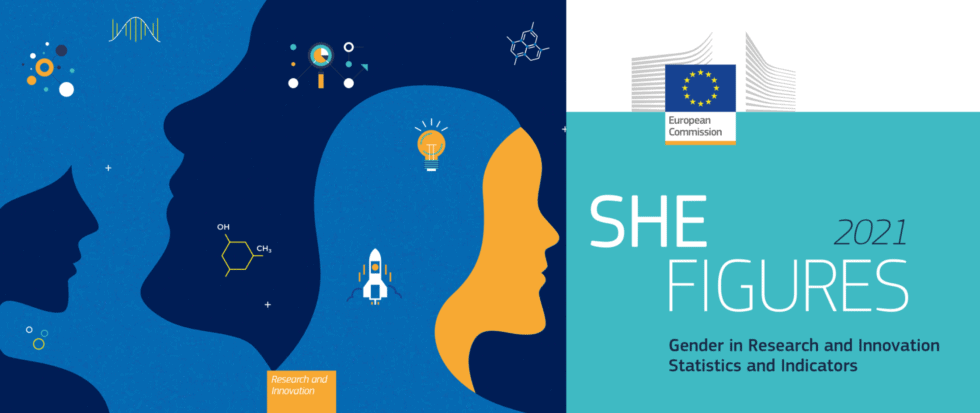 OH
CH₃
Research and
Innovation
European
Commission
SHE
2021
FIGURES
Gender in Research and Innovation
Statistics and Indicators